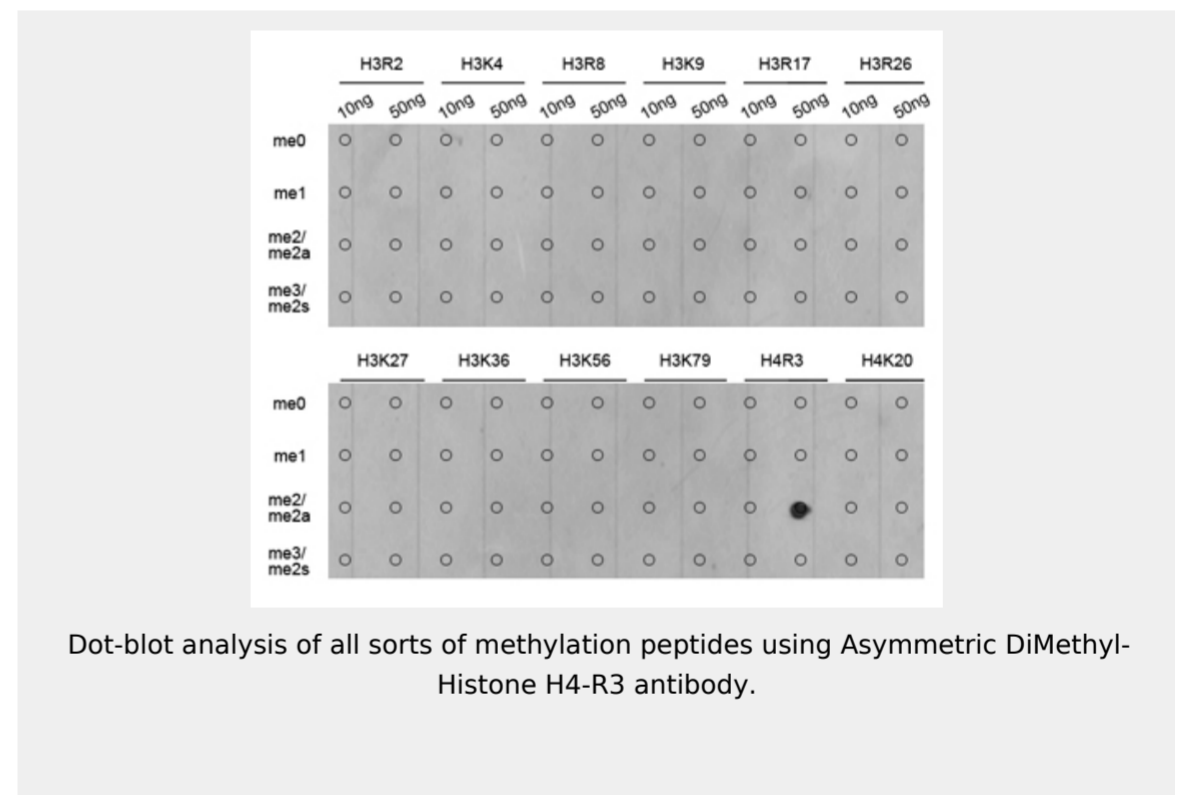 H3R2 H3K4 H3R8 H3K9 H3R17 H3R26
10ng 50ng 10ng 50ng 10ng 50ng 10ng 50ng 10ng 50ng 10ng 50ng
me0
me1
me2/
me2a
me3/
me2s
H3K27 H3K36 H3K56 H3K79 H4R3 H4K20
me0
me1
me2/
me2a
me3/
me2s
Dot-blot analysis of all sorts of methylation peptides using Asymmetric DiMethyl-
Histone H4-R3 antibody.